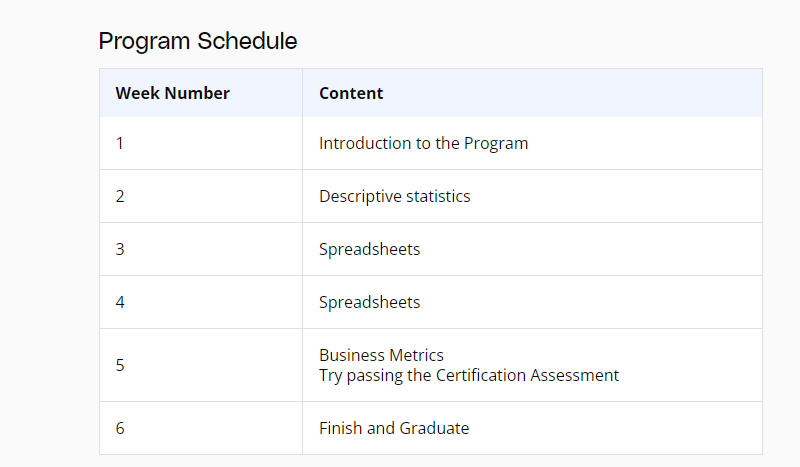 Program Schedule
Week Number Content
1 Introduction to the Program
2 Descriptive statistics
3 Spreadsheets
4 Spreadsheets
5 Business Metrics
Try passing the Certification Assessment
6 Finish and Graduate